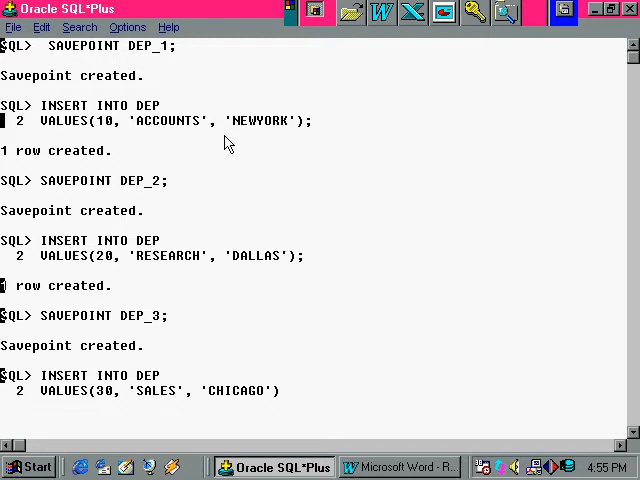 Oracle SQL*Plus
File Edit Search Options Help
SQL>  SAVEPOINT DEP_1;
Savepoint created.
SQL> INSERT INTO DEP
2  VALUES(10, 'ACCOUNTS', 'NEWYORK');
1 row created.
SQL> SAVEPOINT DEP_2;
Savepoint created.
SQL> INSERT INTO DEP
2  VALUES(20, 'RESEARCH', 'DALLAS');
1 row created.
SQL> SAVEPOINT DEP_3;
Savepoint created.
SQL> INSERT INTO DEP
2  VALUES(30, 'SALES', 'CHICAGO')
Start Oracle SQL*Plus Microsoft Word - R... 4:55 PM